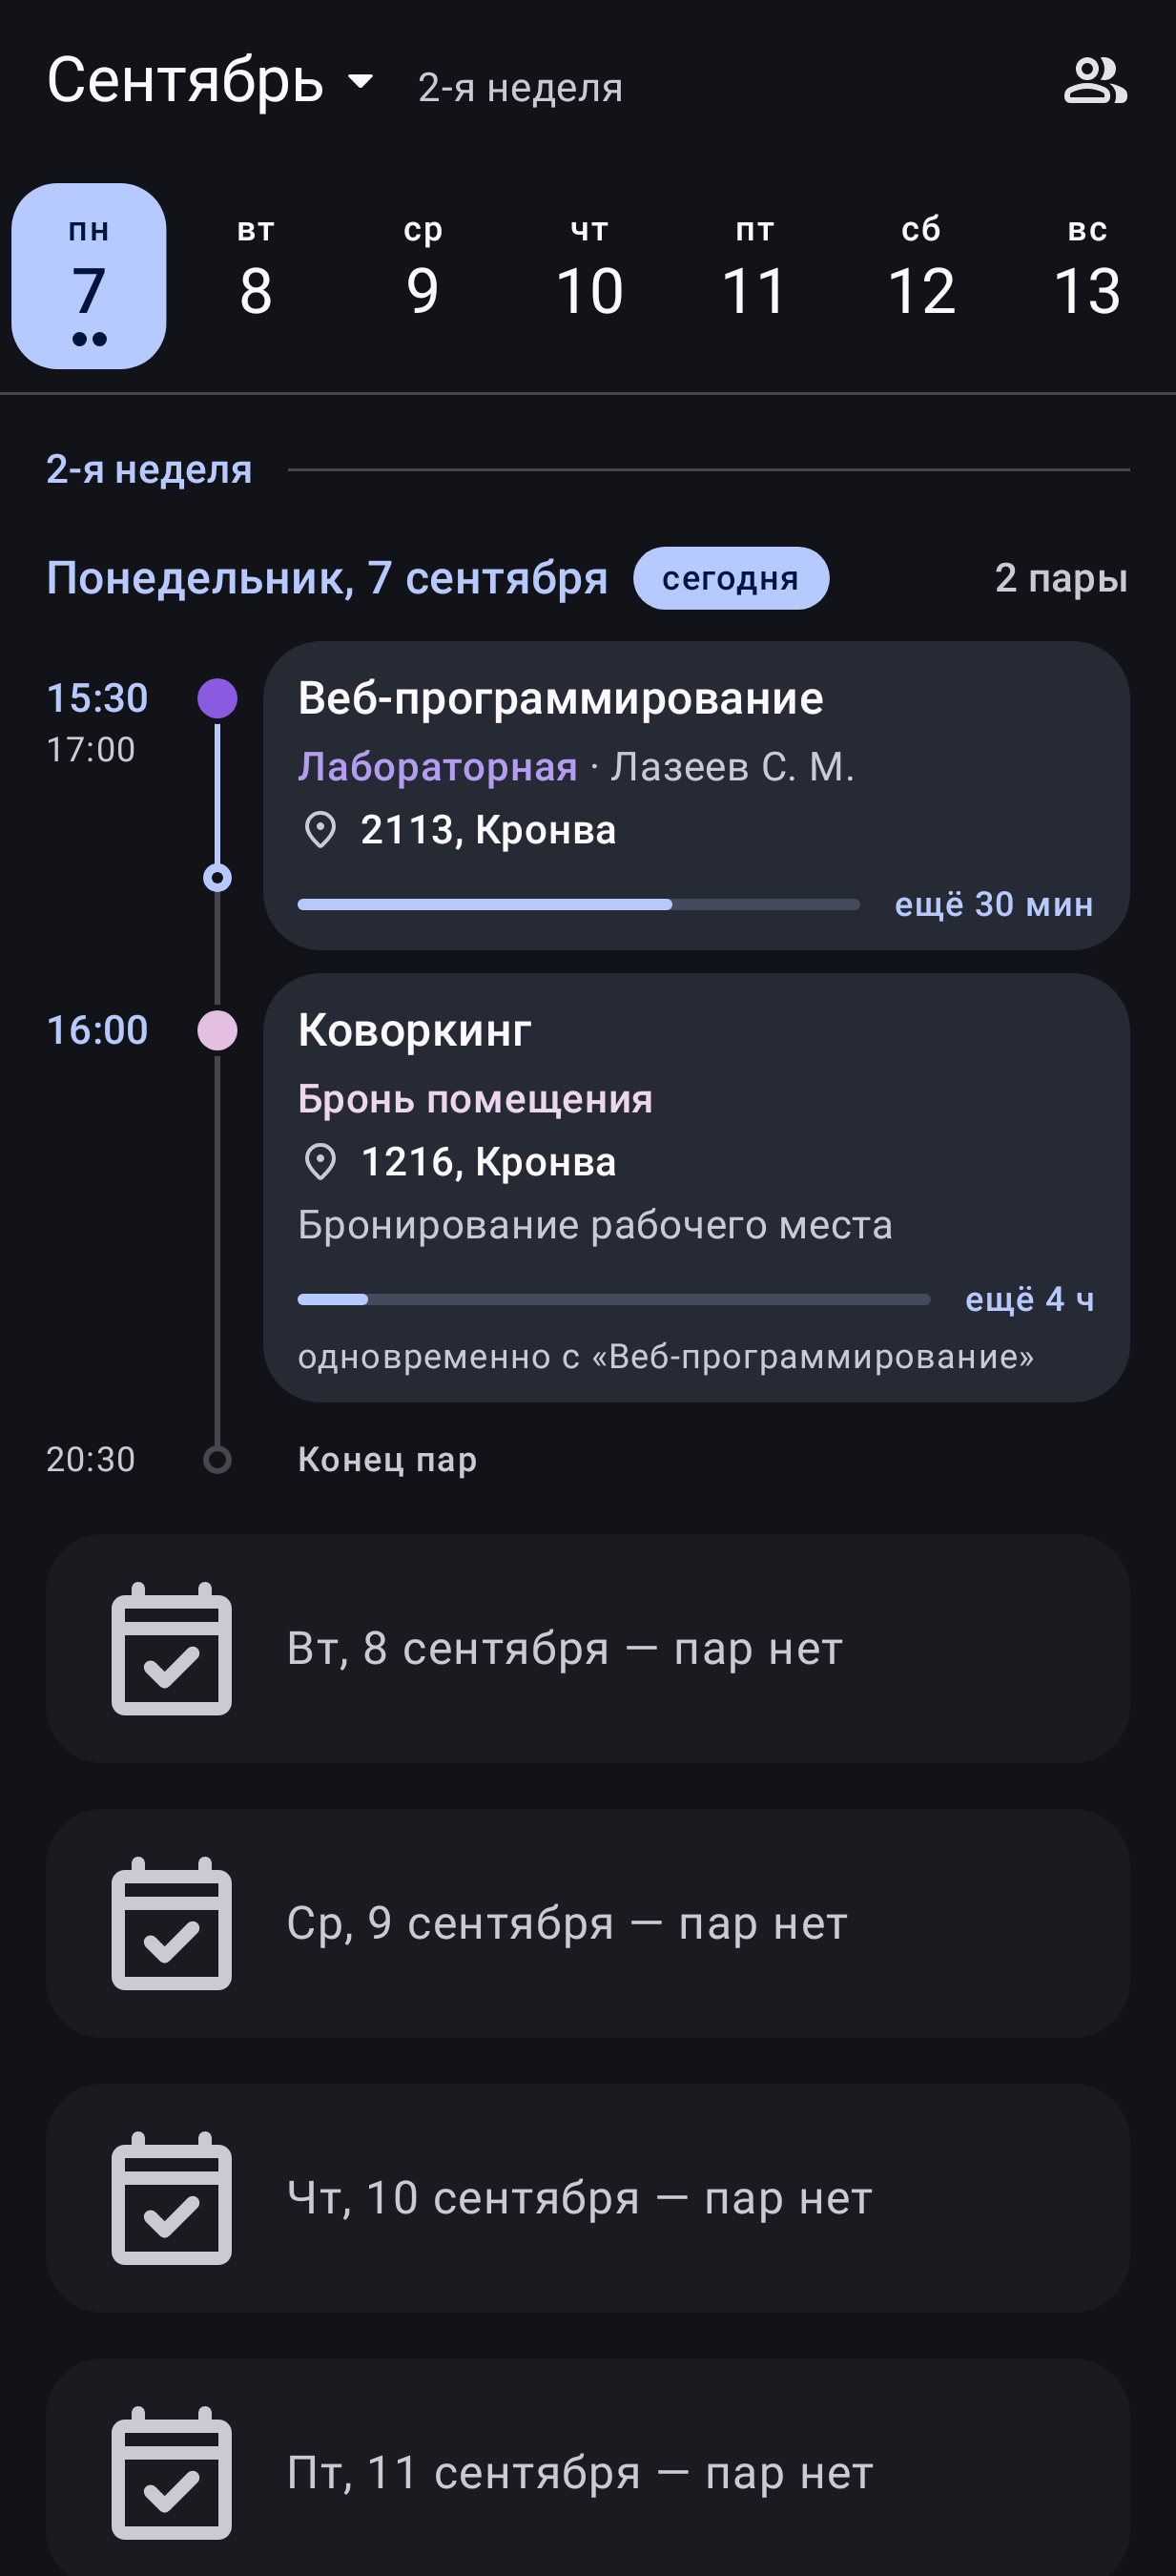 Сентябрь 2-я неделя
пн вт ср чт пт сб вс
7 8 9 10 11 12 13
2-я неделя
Понедельник, 7 сентября сегодня 2 пары
15:30 Веб-программирование
17:00
Лабораторная · Лазеев С. М.
2113, Кронва
ещё 30 мин
16:00 Коворкинг
Бронь помещения
1216, Кронва
Бронирование рабочего места
ещё 4 ч
одновременно с «Веб-программирование»
20:30 Конец пар
Вт, 8 сентября — пар нет
Ср, 9 сентября — пар нет
Чт, 10 сентября — пар нет
Пт, 11 сентября — пар нет